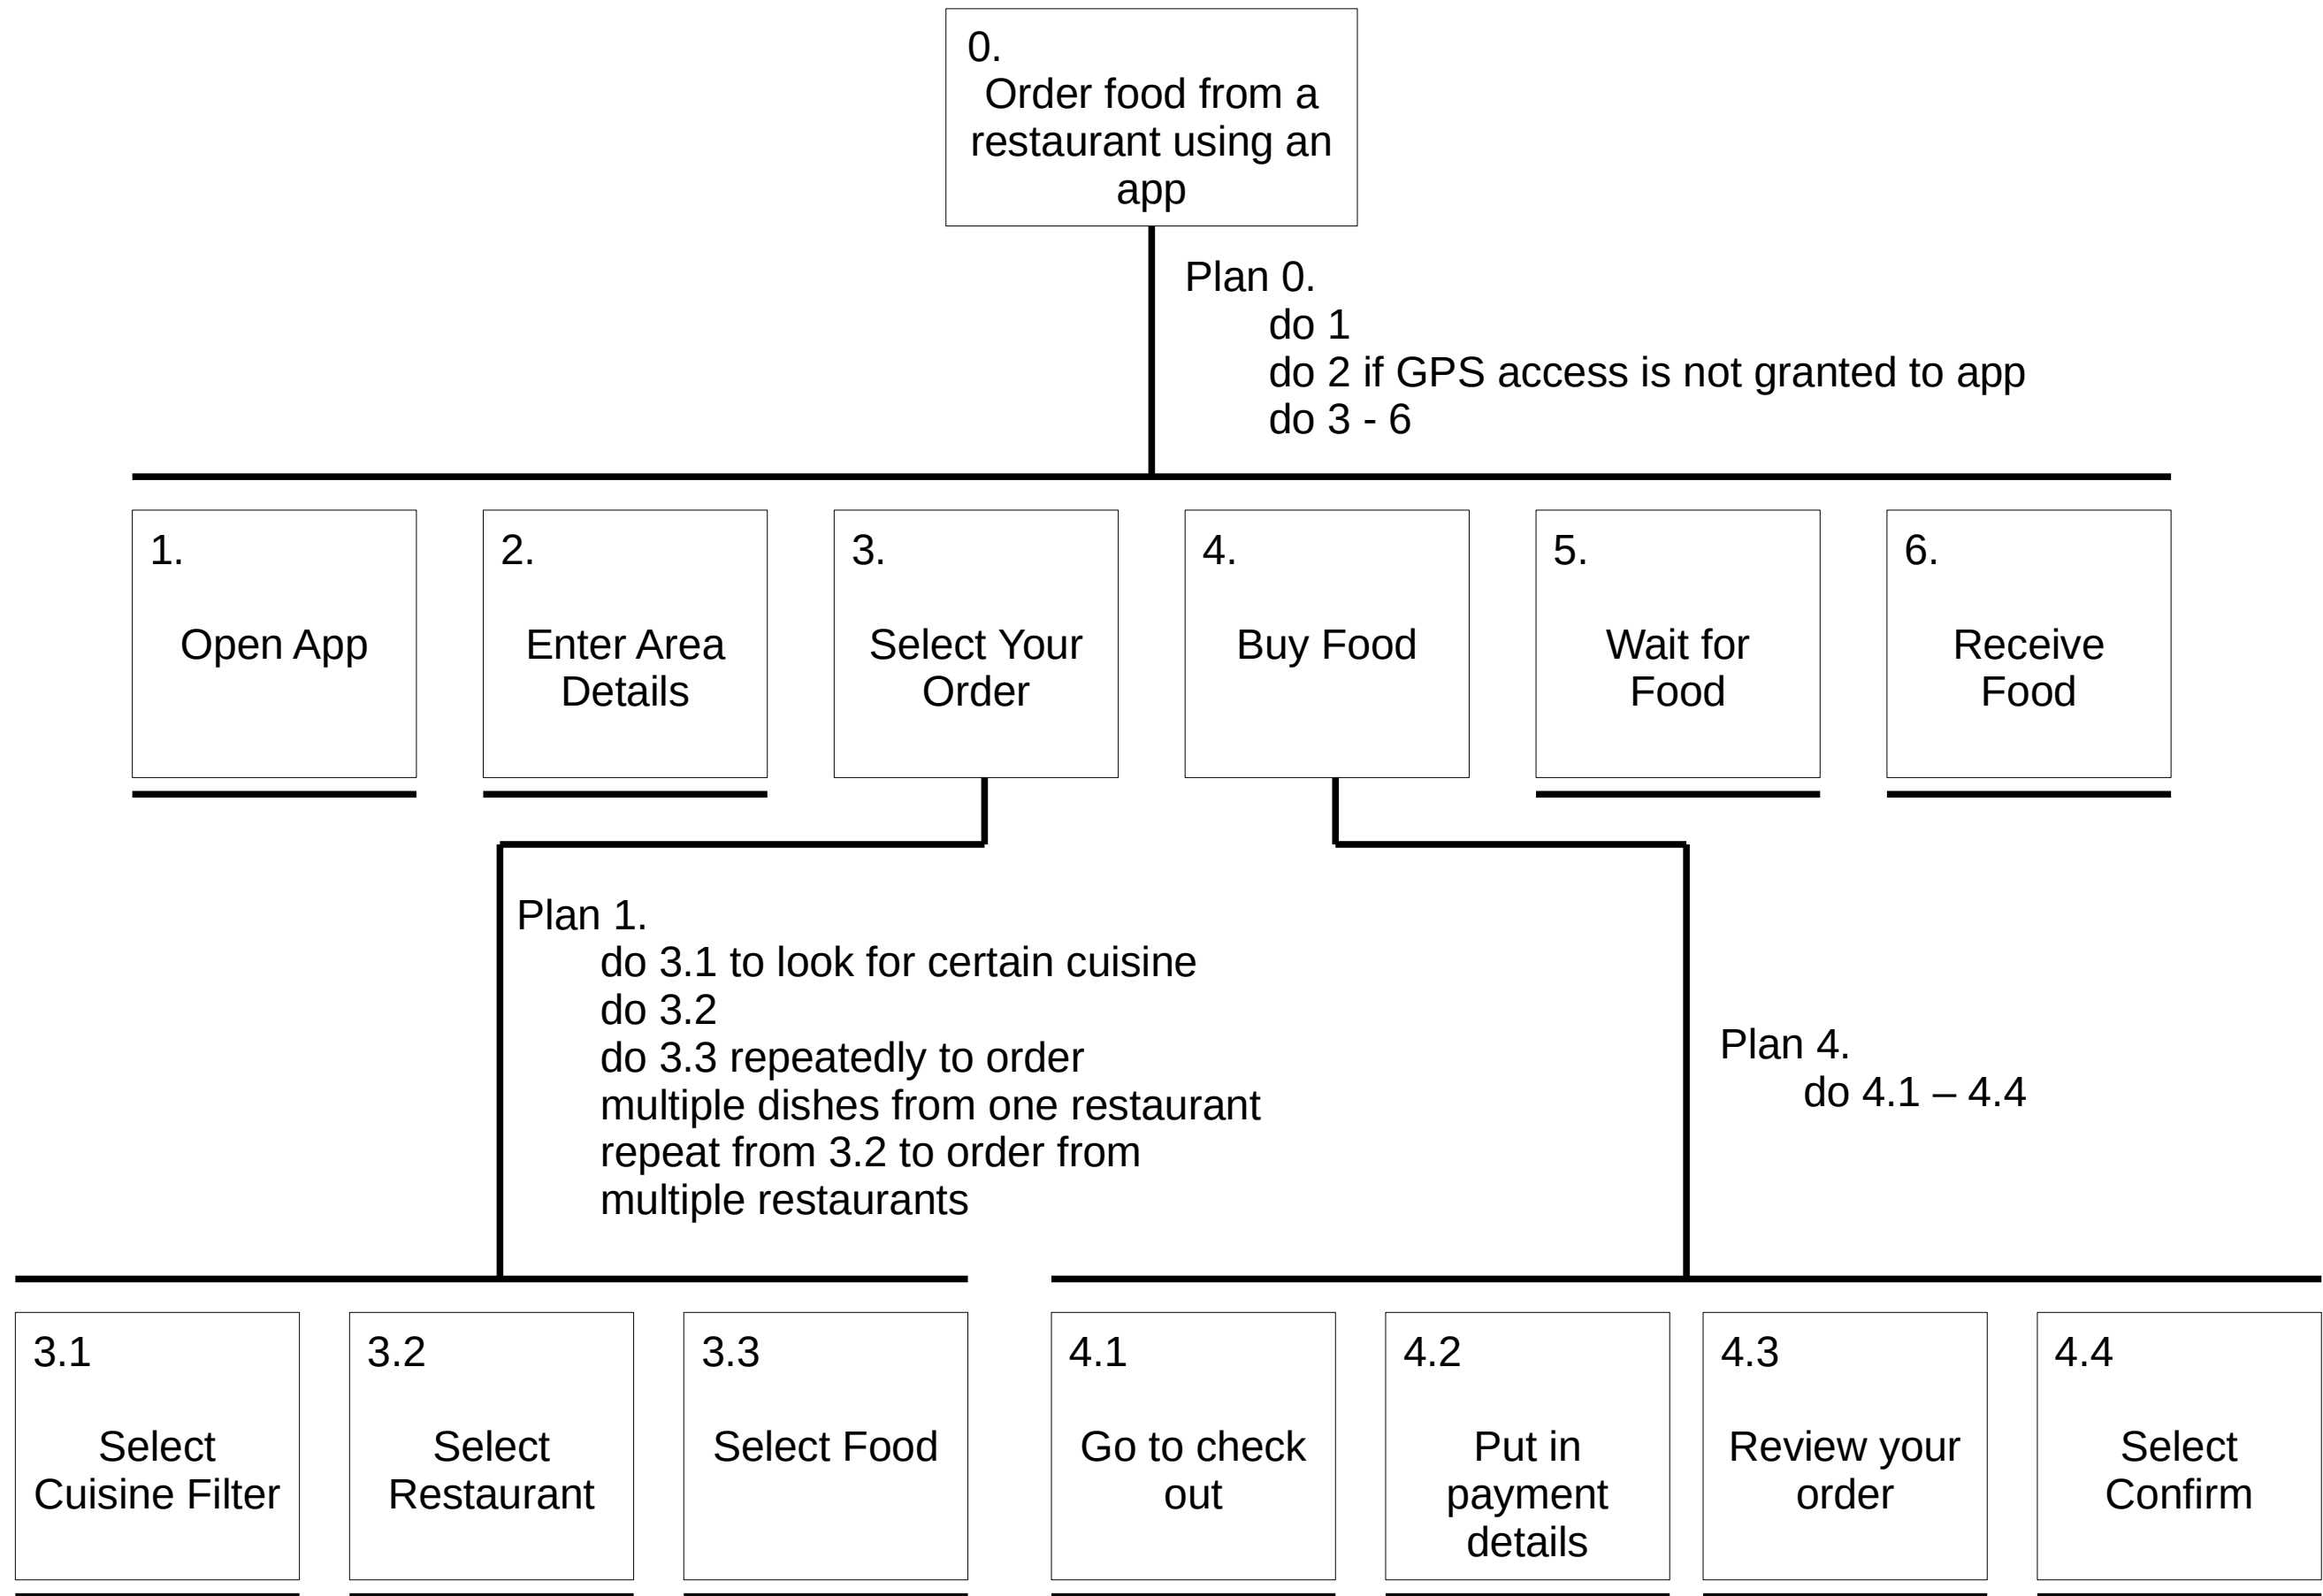 0.
Order food from a
restaurant using an
app
Plan 0.
do 1
do 2 if GPS access is not granted to app
do 3 - 6
1.
Open App
2.
Enter Area
Details
3.
Select Your
Order
4.
Buy Food
5.
Wait for
Food
6.
Receive
Food
Plan 1.
do 3.1 to look for certain cuisine
do 3.2
do 3.3 repeatedly to order
multiple dishes from one restaurant
repeat from 3.2 to order from
multiple restaurants
Plan 4.
do 4.1 – 4.4
3.1
Select
Cuisine Filter
3.2
Select
Restaurant
3.3
Select Food
4.1
Go to check
out
4.2
Put in
payment
details
4.3
Review your
order
4.4
Select
Confirm